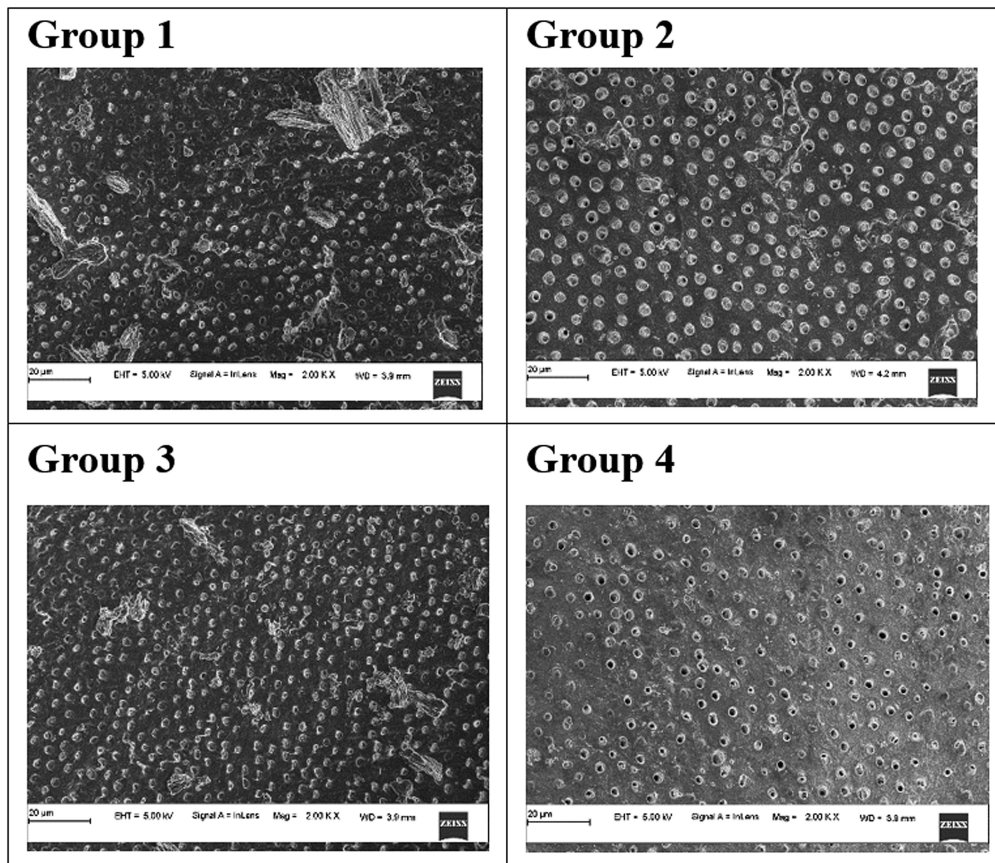 Group 1
Group 2
20 µm EHT = 5.00 kV Signal A = InLens Mag = 2.00 K X WD = 3.9 mm ZEISS
20 µm EHT = 5.00 kV Signal A = InLens Mag = 2.00 K X WD = 4.2 mm ZEISS
Group 3
Group 4
20 µm EHT = 5.00 kV Signal A = InLens Mag = 2.00 K X WD = 3.9 mm ZEISS
20 µm EHT = 5.00 kV Signal A = InLens Mag = 2.00 K X WD = 3.8 mm ZEISS